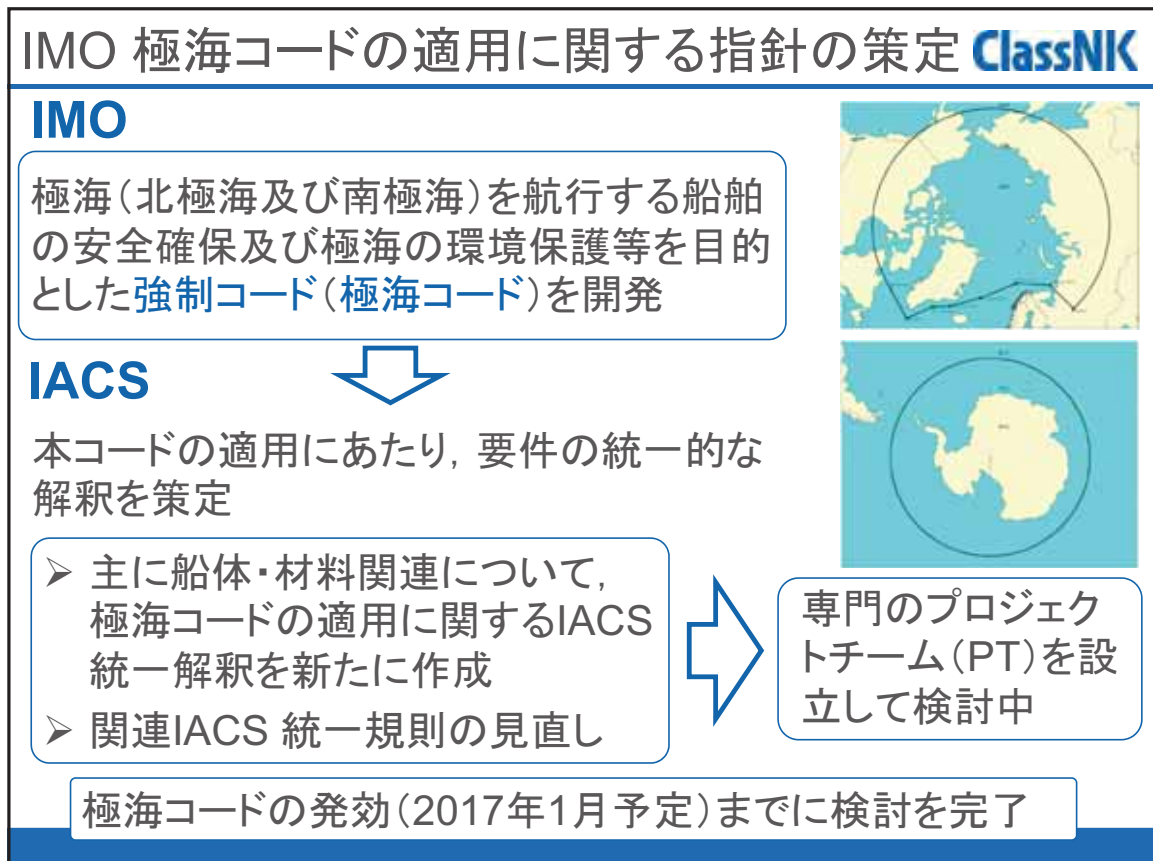 IMO 極海コードの適用に関する指針の策定 ClassNK
IMO
極海（北極海及び南極海）を航行する船舶
の安全確保及び極海の環境保護等を目的
とした強制コード（極海コード）を開発
IACS
本コードの適用にあたり，要件の統一的な
解釈を策定
➢ 主に船体・材料関連について，
極海コードの適用に関するIACS
統一解釈を新たに作成
➢ 関連IACS 統一規則の見直し
専門のプロジェク
トチーム（PT）を設
立して検討中
極海コードの発効（2017年1月予定）までに検討を完了